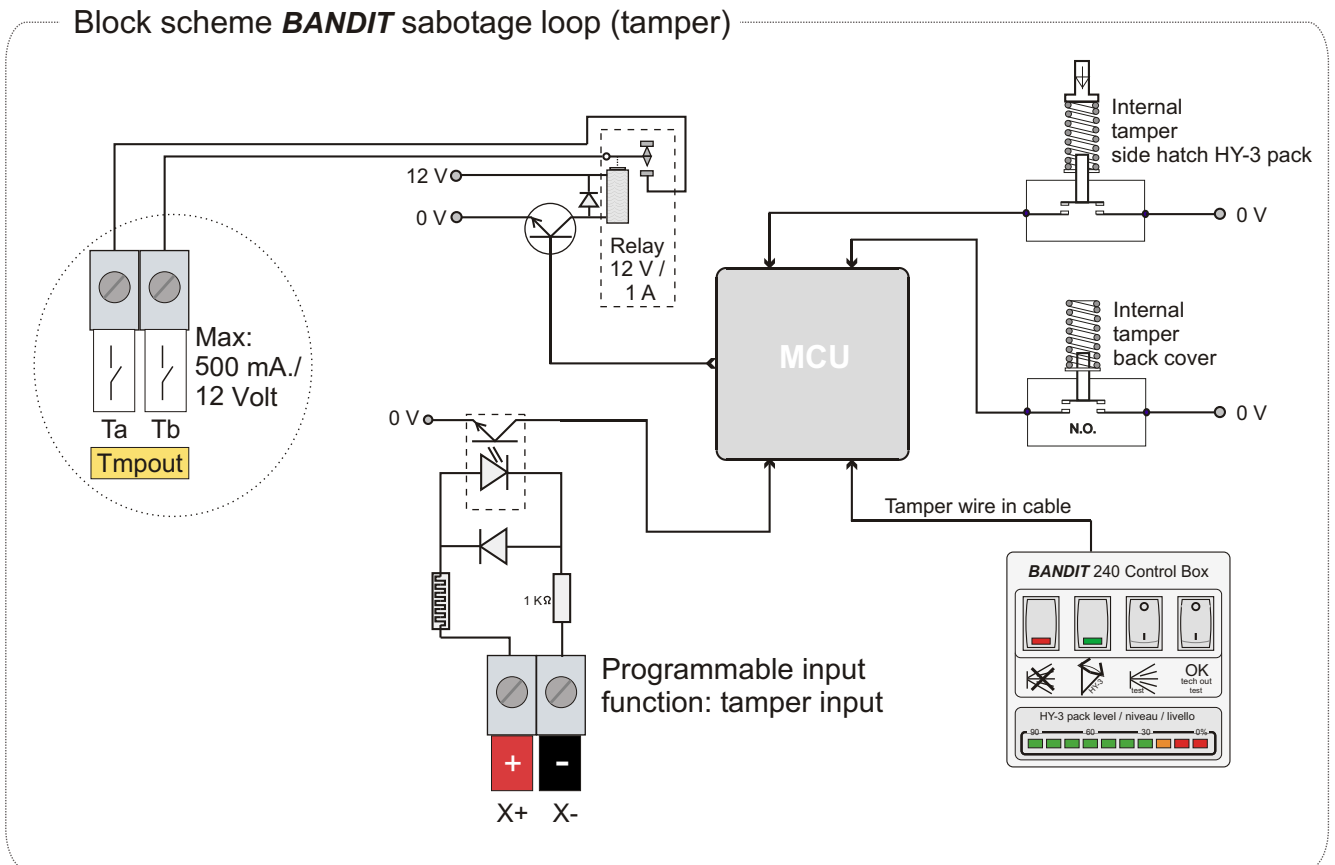 Block scheme BANDIT sabotage loop (tamper)
Internal
tamper
side hatch HY-3 pack
12 V
0 V
0 V
Relay
12 V /
1 A
Max:
500 mA./
12 Volt
Ta Tb
Tmpout
MCU
Internal
tamper
back cover
0 V
N.O.
0 V
Tamper wire in cable
1 KΩ
Programmable input
function: tamper input
+ -
X+ X-
BANDIT 240 Control Box
O O
I I
HY-3
test
OK
tech out
test
HY-3 pack level / niveau / livello
90 60 30 0%